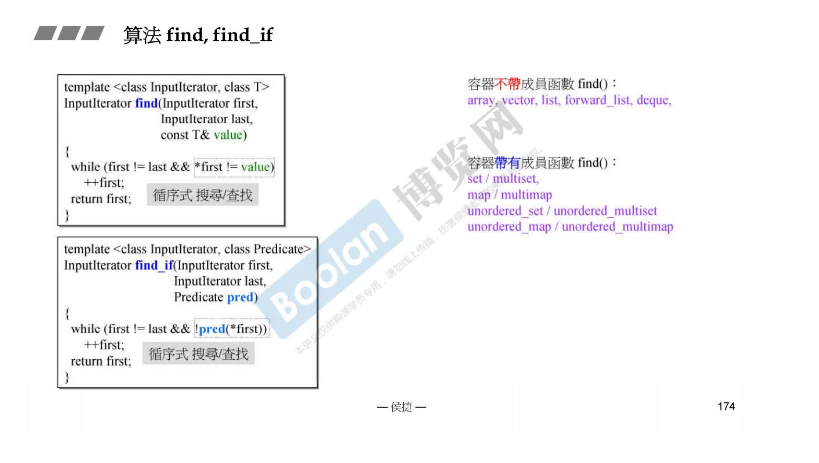 算法 find, find_if
template <class InputIterator, class T>
InputIterator find(InputIterator first,
InputIterator last,
const T& value)
{
while (first != last && *first != value)
++first;
return first;
循序式 搜尋/查找
}
template <class InputIterator, class Predicate>
InputIterator find_if(InputIterator first,
InputIterator last,
Predicate pred)
{
while (first != last && !pred(*first))
++first;
return first;
循序式 搜尋/查找
}
容器不帶成員函數 find()：
array, vector, list, forward_list, deque,
容器帶有成員函數 find()：
set / multiset,
map / multimap
unordered_set / unordered_multiset
unordered_map / unordered_multimap
Boolan 博览网
— 侯捷 —
174